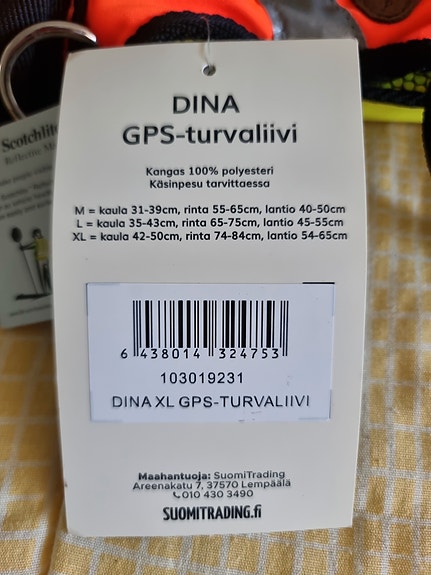 DINA
GPS-turvaliivi
Kangas 100% polyesteri
Käsinpesu tarvittaessa
M = kaula 31-39cm, rinta 55-65cm, lantio 40-50cm
L = kaula 35-43cm, rinta 65-75cm, lantio 45-55cm
XL = kaula 42-50cm, rinta 74-84cm, lantio 54-65cm
6 438014 324753
103019231
DINA XL GPS-TURVALIIVI
Maahantuoja: SuomiTrading
Areenakatu 7, 37570 Lempäälä
010 430 3490
SUOMITRADING.fi
Scotchlite
Reflective